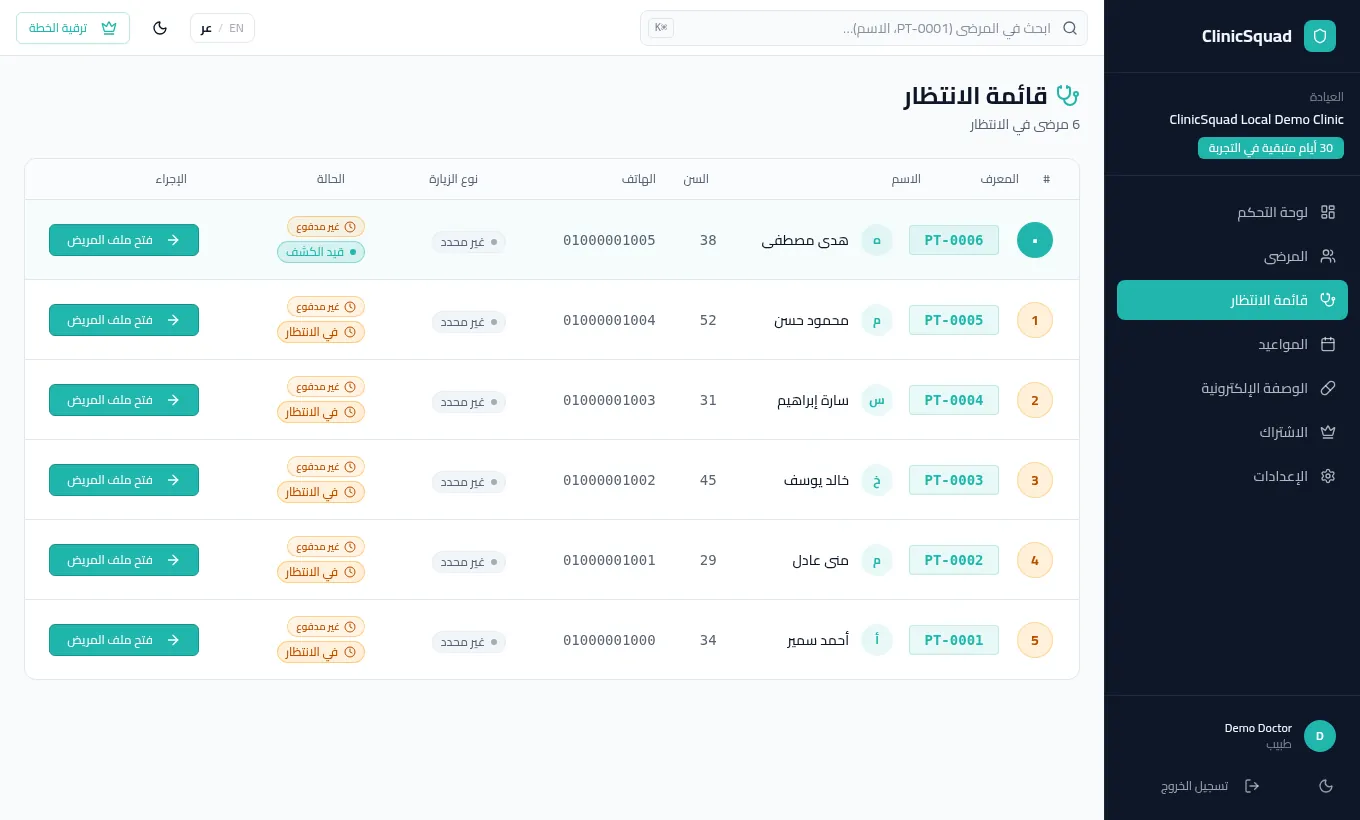 ClinicSquad
العيادة
ClinicSquad Local Demo Clinic
30 أيام متبقية في التجربة
لوحة التحكم
المرضى
قائمة الانتظار
المواعيد
الوصفة الإلكترونية
الاشتراك
الإعدادات
D
Demo Doctor
طبيب
تسجيل الخروج
ابحث في المرضى (PT-0001، الاسم)...
⌘K
EN / عر
ترقية الخطة
قائمة الانتظار
6 مرضى في الانتظار
# المعرف الاسم السن الهاتف نوع الزيارة الحالة الإجراء
• PT-0006 ه هدى مصطفى 38 01000001005 غير محدد غير مدفوع فتح ملف المريض
قيد الكشف
1 PT-0005 م محمود حسن 52 01000001004 غير محدد غير مدفوع فتح ملف المريض
في الانتظار
2 PT-0004 س سارة إبراهيم 31 01000001003 غير محدد غير مدفوع فتح ملف المريض
في الانتظار
3 PT-0003 خ خالد يوسف 45 01000001002 غير محدد غير مدفوع فتح ملف المريض
في الانتظار
4 PT-0002 م منى عادل 29 01000001001 غير محدد غير مدفوع فتح ملف المريض
في الانتظار
5 PT-0001 أ أحمد سمير 34 01000001000 غير محدد غير مدفوع فتح ملف المريض
في الانتظار